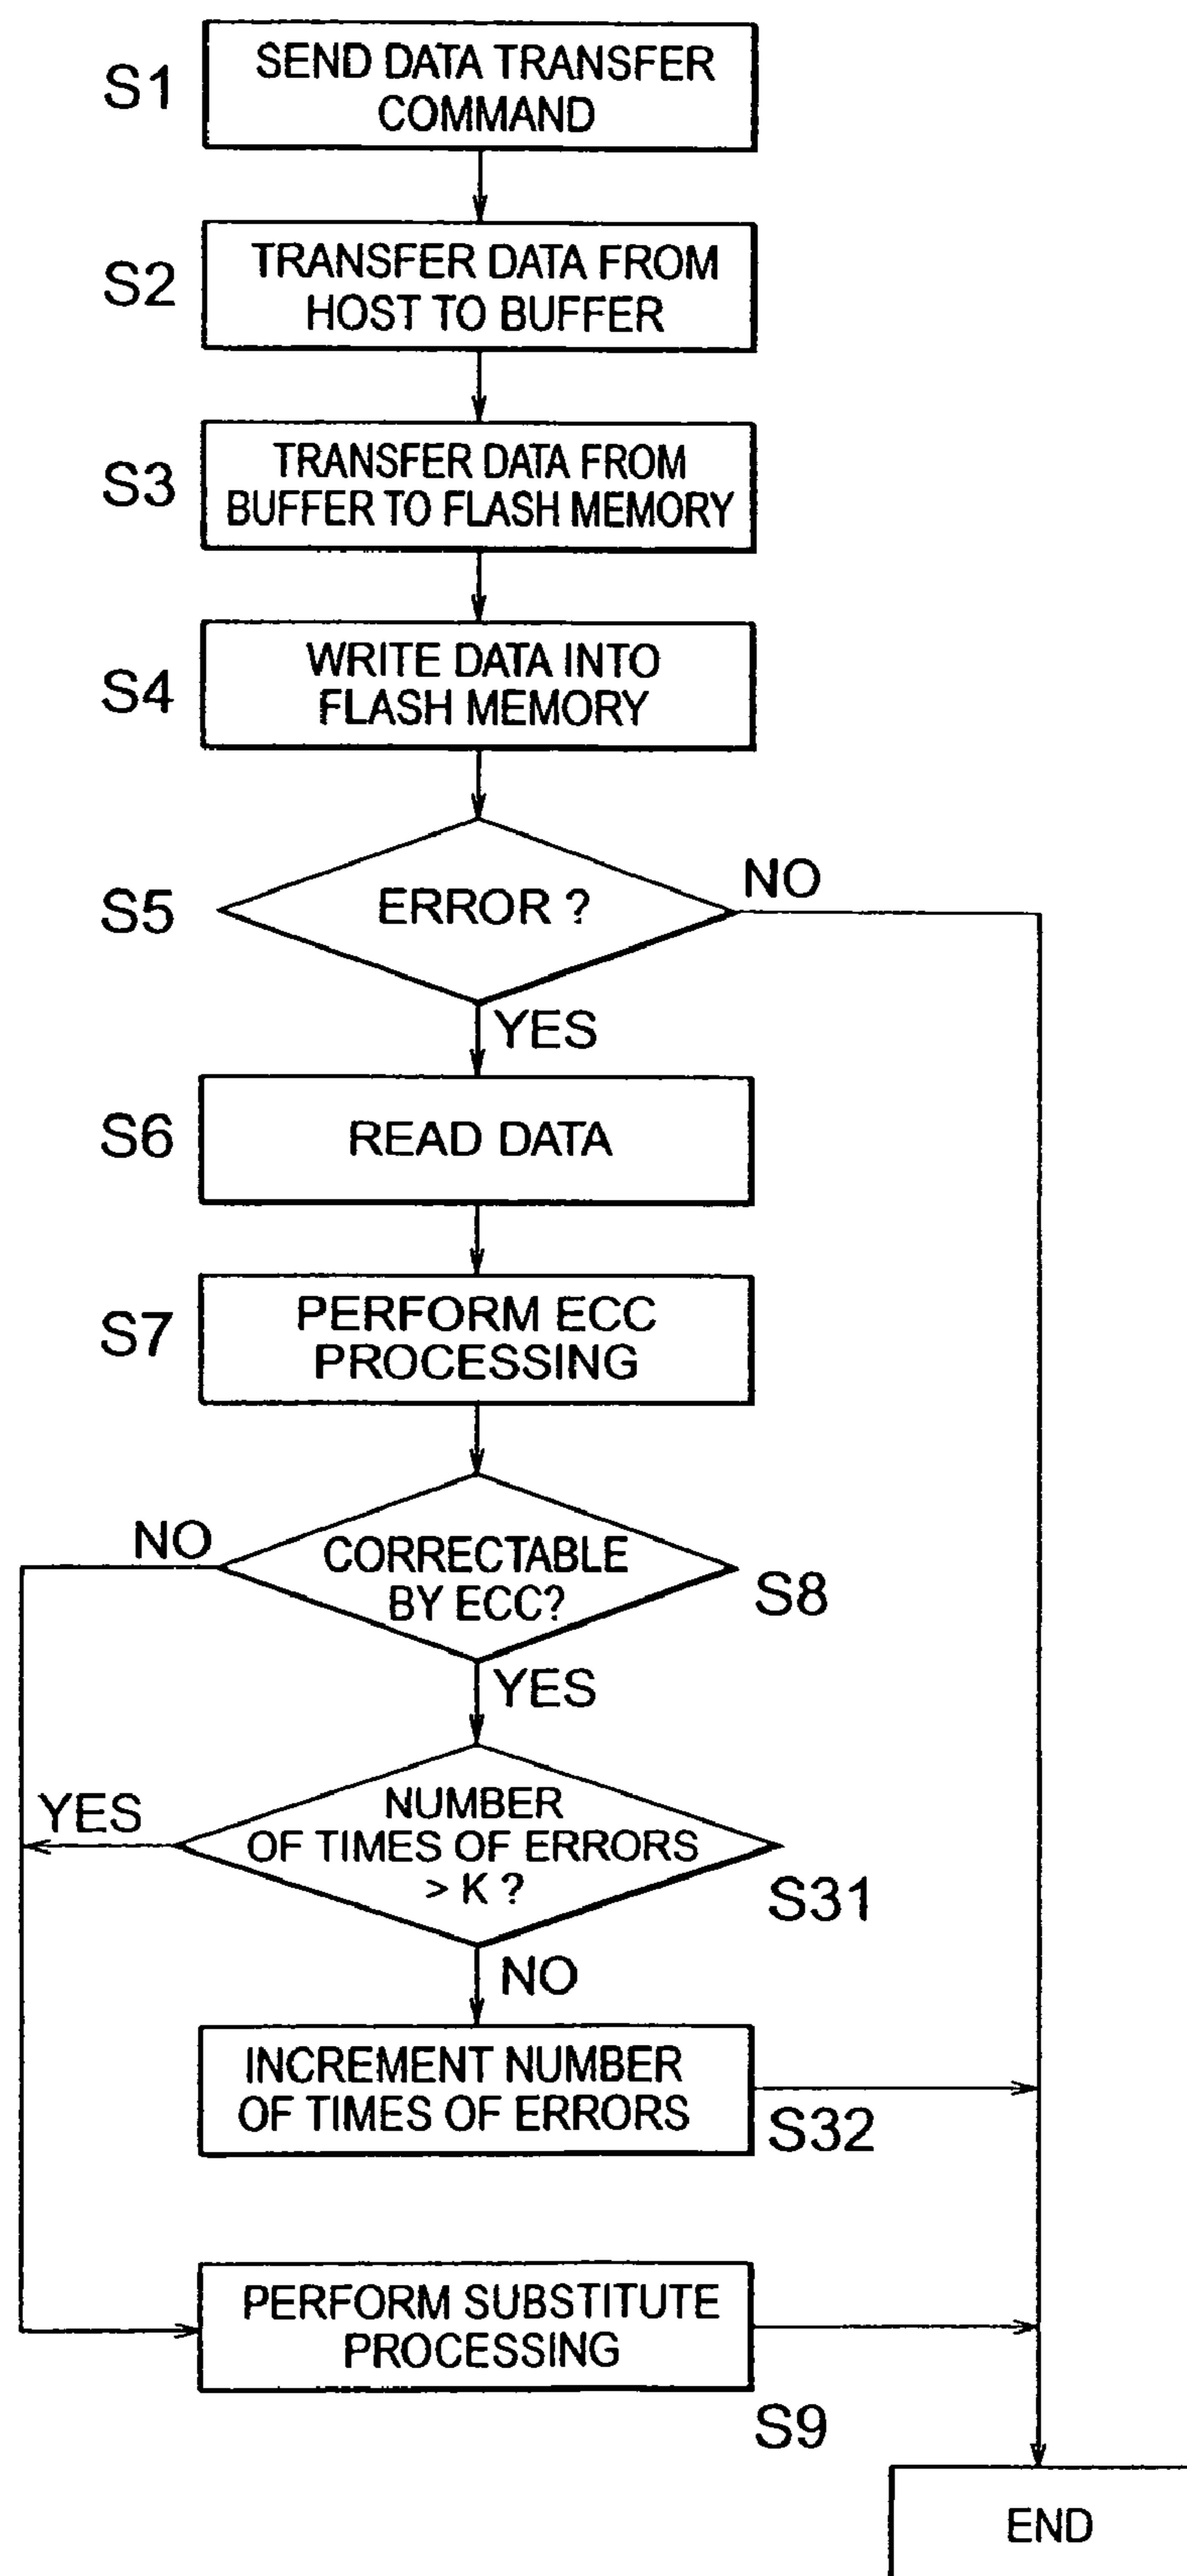 S1
SEND DATA TRANSFER
COMMAND
S2
TRANSFER DATA FROM
HOST TO BUFFER
S3
TRANSFER DATA FROM
BUFFER TO FLASH MEMORY
S4
WRITE DATA INTO
FLASH MEMORY
S5
ERROR ?
NO
YES
S6
READ DATA
S7
PERFORM ECC
PROCESSING
NO
CORRECTABLE
BY ECC?
S8
YES
YES
NUMBER
OF TIMES OF ERRORS
> K ?
S31
NO
INCREMENT NUMBER
OF TIMES OF ERRORS
S32
PERFORM SUBSTITUTE
PROCESSING
S9
END